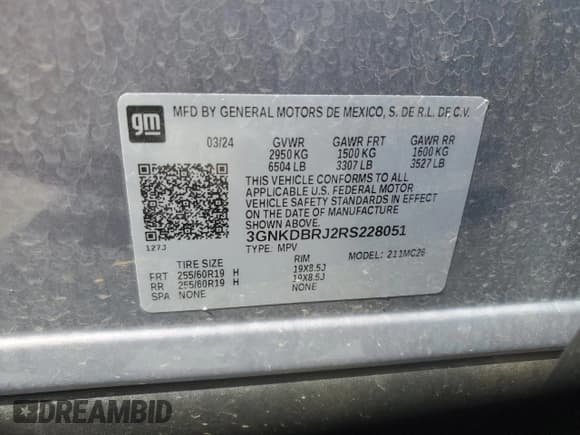 gm MFD BY GENERAL MOTORS DE MEXICO, S. DE R.L. DE C.V.
03/24 GVWR GAWR FRT GAWR RR
2950 KG 1500 KG 1600 KG
6504 LB 3307 LB 3527 LB
THIS VEHICLE CONFORMS TO ALL
APPLICABLE U.S. FEDERAL MOTOR
VEHICLE SAFETY STANDARDS IN EFFECT
ON THE DATE OF MANUFACTURE
SHOWN ABOVE.
3GNKDBRJ2RS228051
127J TYPE: MPV MODEL: 211MC26
TIRE SIZE RIM
FRT 255/60R19 H 19X8.5J
RR 255/60R19 H 19X8.5J
SPA NONE NONE
DREAMBID